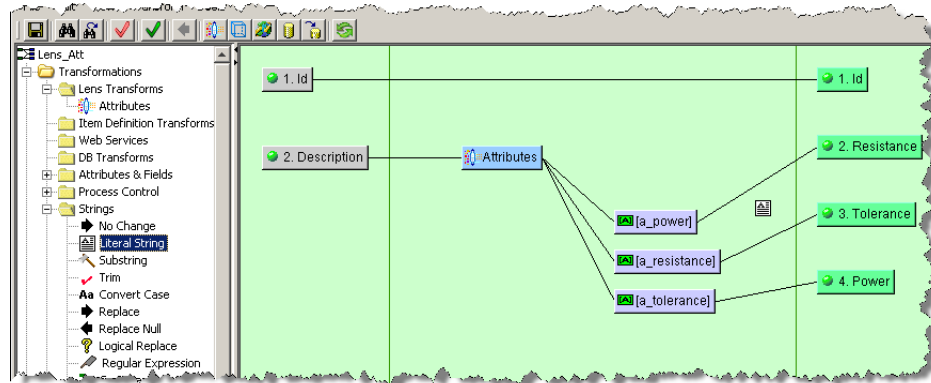 Lens_Att
Transformations
Lens Transforms
Attributes
Item Definition Transforms
Web Services
DB Transforms
Attributes & Fields
Process Control
Strings
No Change
Literal String
Substring
Trim
Aa Convert Case
Replace
Replace Null
Logical Replace
Regular Expression
1. Id
1. Id
2. Description
Attributes
2. Resistance
[a_power]
3. Tolerance
[a_resistance]
4. Power
[a_tolerance]